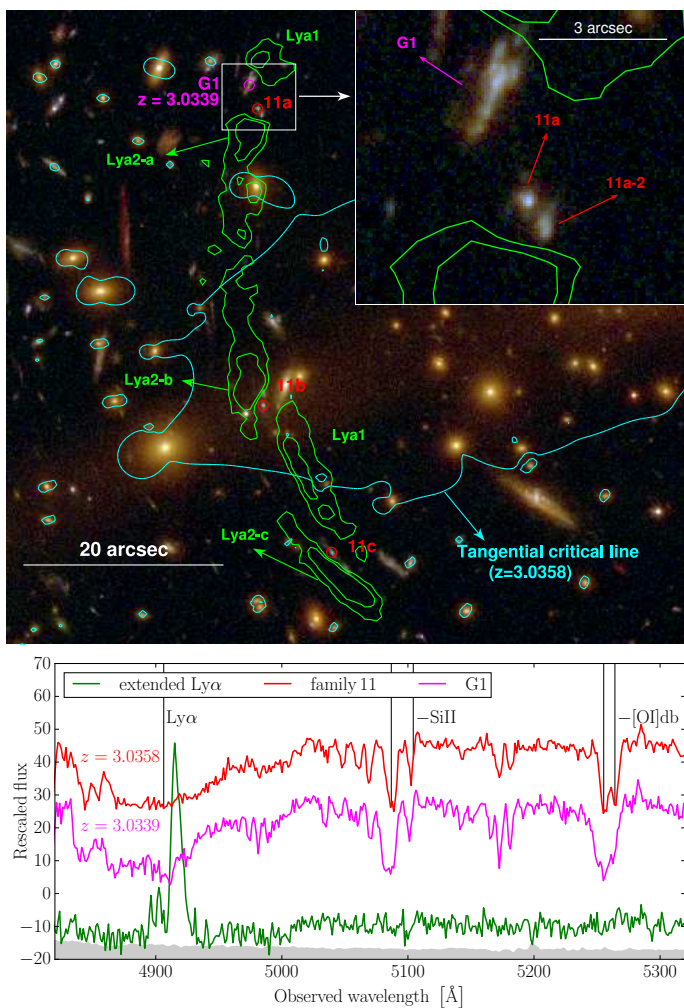 Lya1
3 arcsec
G1
G1
z = 3.0339
11a
11a
Lya2-a
11a-2
Lya2-b
11b
Lya1
20 arcsec
Lya2-c
11c
Tangential critical line
(z=3.0358)
70
60
50
40
30
20
10
0
−10
−20
extended Lyα
family 11
G1
Lyα
−SiII
−[OI]db
z = 3.0358
z = 3.0339
Rescaled flux
4900
5000
5100
5200
5300
Observed wavelength [Å]